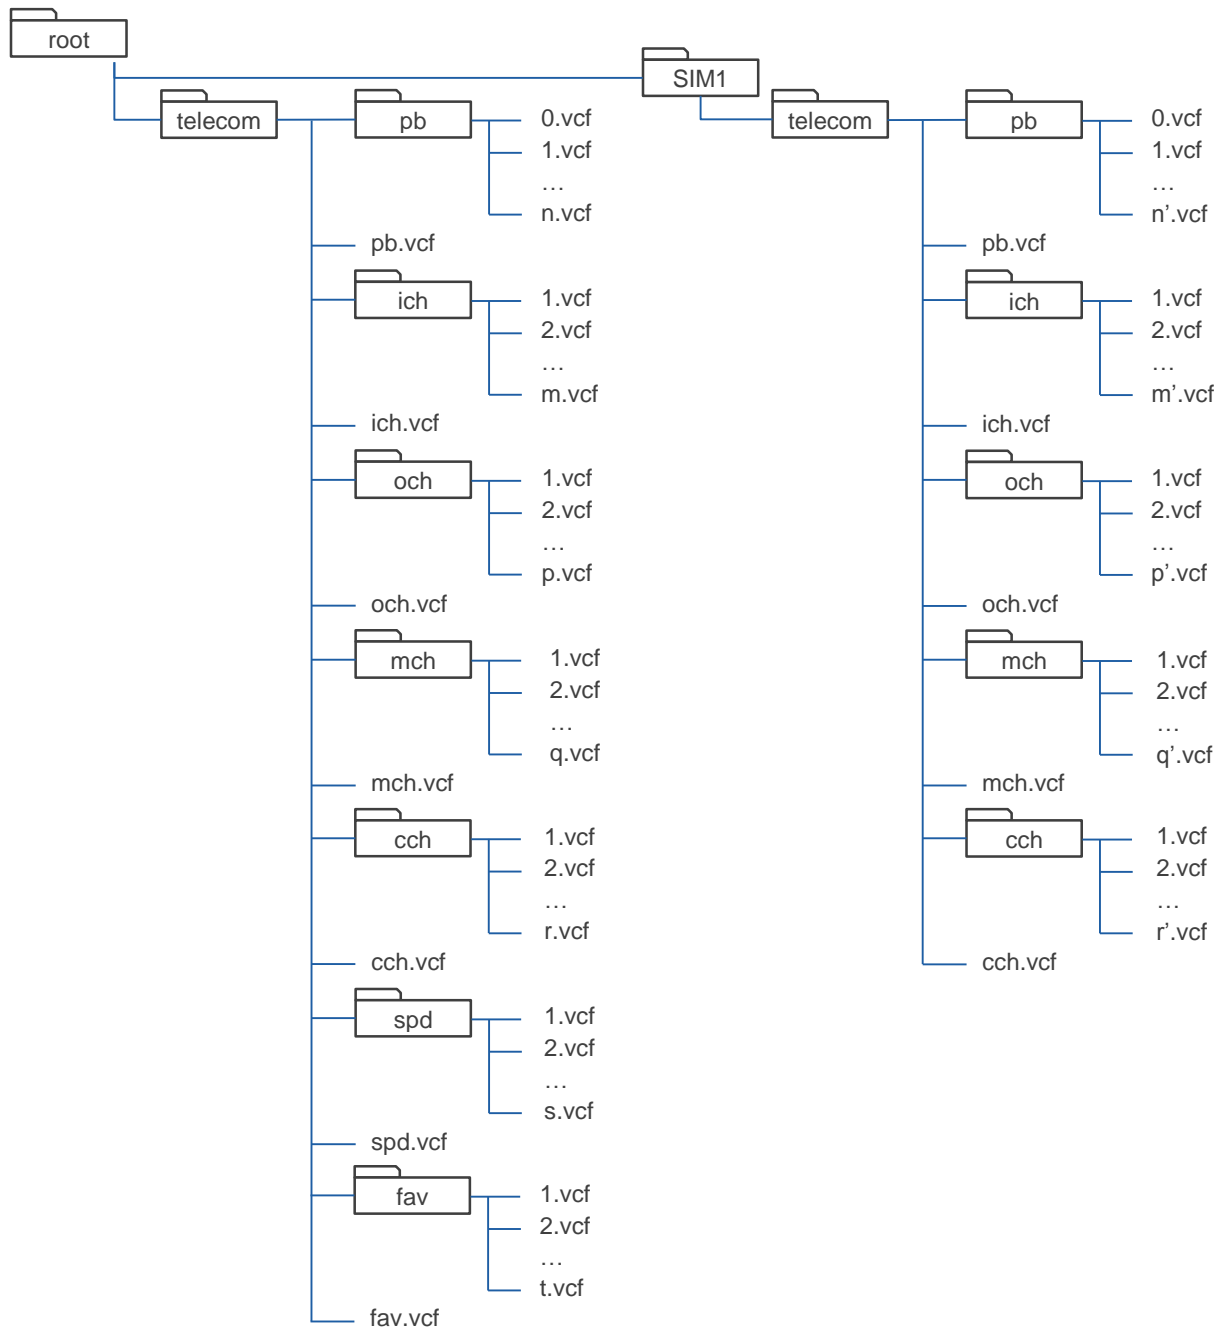 root
SIM1
telecom
pb
0.vcf
1.vcf
…
n.vcf
pb.vcf
ich
1.vcf
2.vcf
…
m.vcf
ich.vcf
och
1.vcf
2.vcf
…
p.vcf
och.vcf
mch
1.vcf
2.vcf
…
q.vcf
mch.vcf
cch
1.vcf
2.vcf
…
r.vcf
cch.vcf
spd
1.vcf
2.vcf
…
s.vcf
spd.vcf
fav
1.vcf
2.vcf
…
t.vcf
fav.vcf
telecom
pb
0.vcf
1.vcf
…
n’.vcf
pb.vcf
ich
1.vcf
2.vcf
…
m’.vcf
ich.vcf
och
1.vcf
2.vcf
…
p’.vcf
och.vcf
mch
1.vcf
2.vcf
…
q’.vcf
mch.vcf
cch
1.vcf
2.vcf
…
r’.vcf
cch.vcf